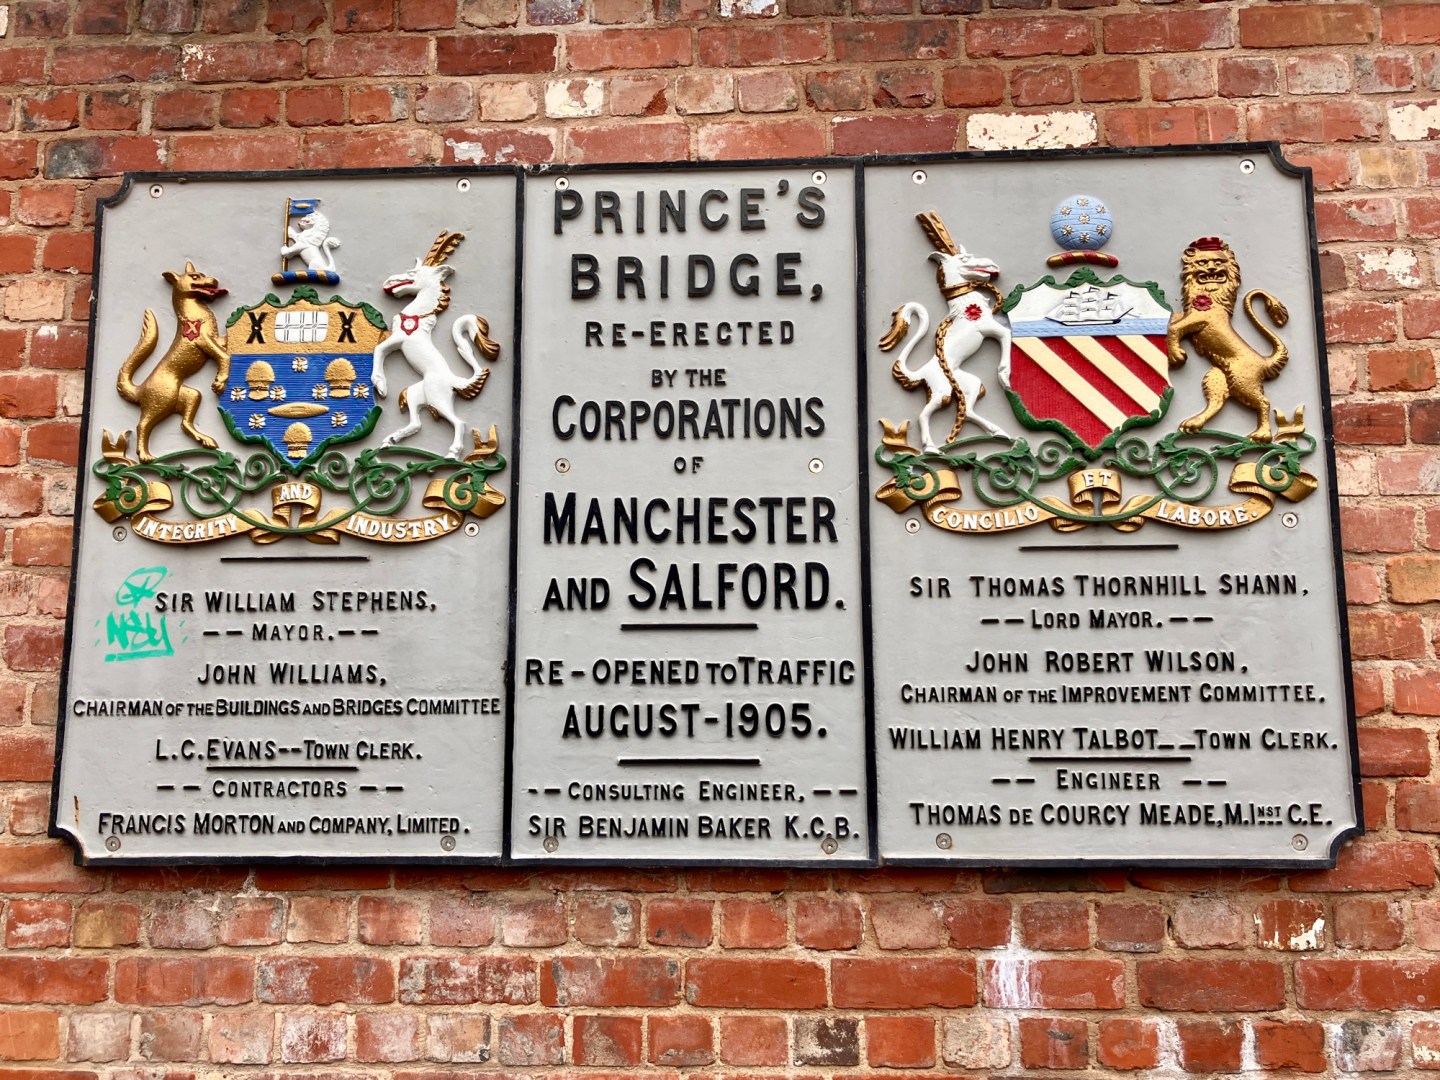 INTEGRITY AND INDUSTRY.
SIR WILLIAM STEPHENS,
-- MAYOR. --
JOHN WILLIAMS,
CHAIRMAN OF THE BUILDINGS AND BRIDGES COMMITTEE
L.C. EVANS -- TOWN CLERK.
-- CONTRACTORS --
FRANCIS MORTON AND COMPANY, LIMITED.
PRINCE'S
BRIDGE,
RE-ERECTED
BY THE
CORPORATIONS
OF
MANCHESTER
AND SALFORD.
RE-OPENED TO TRAFFIC
AUGUST-1905.
-- CONSULTING ENGINEER, --
SIR BENJAMIN BAKER K.C.B.
CONCILIO ET LABORE.
SIR THOMAS THORNHILL SHANN,
-- LORD MAYOR. --
JOHN ROBERT WILSON,
CHAIRMAN OF THE IMPROVEMENT COMMITTEE.
WILLIAM HENRY TALBOT -- TOWN CLERK.
-- ENGINEER --
THOMAS DE COURCY MEADE, M.INST C.E.